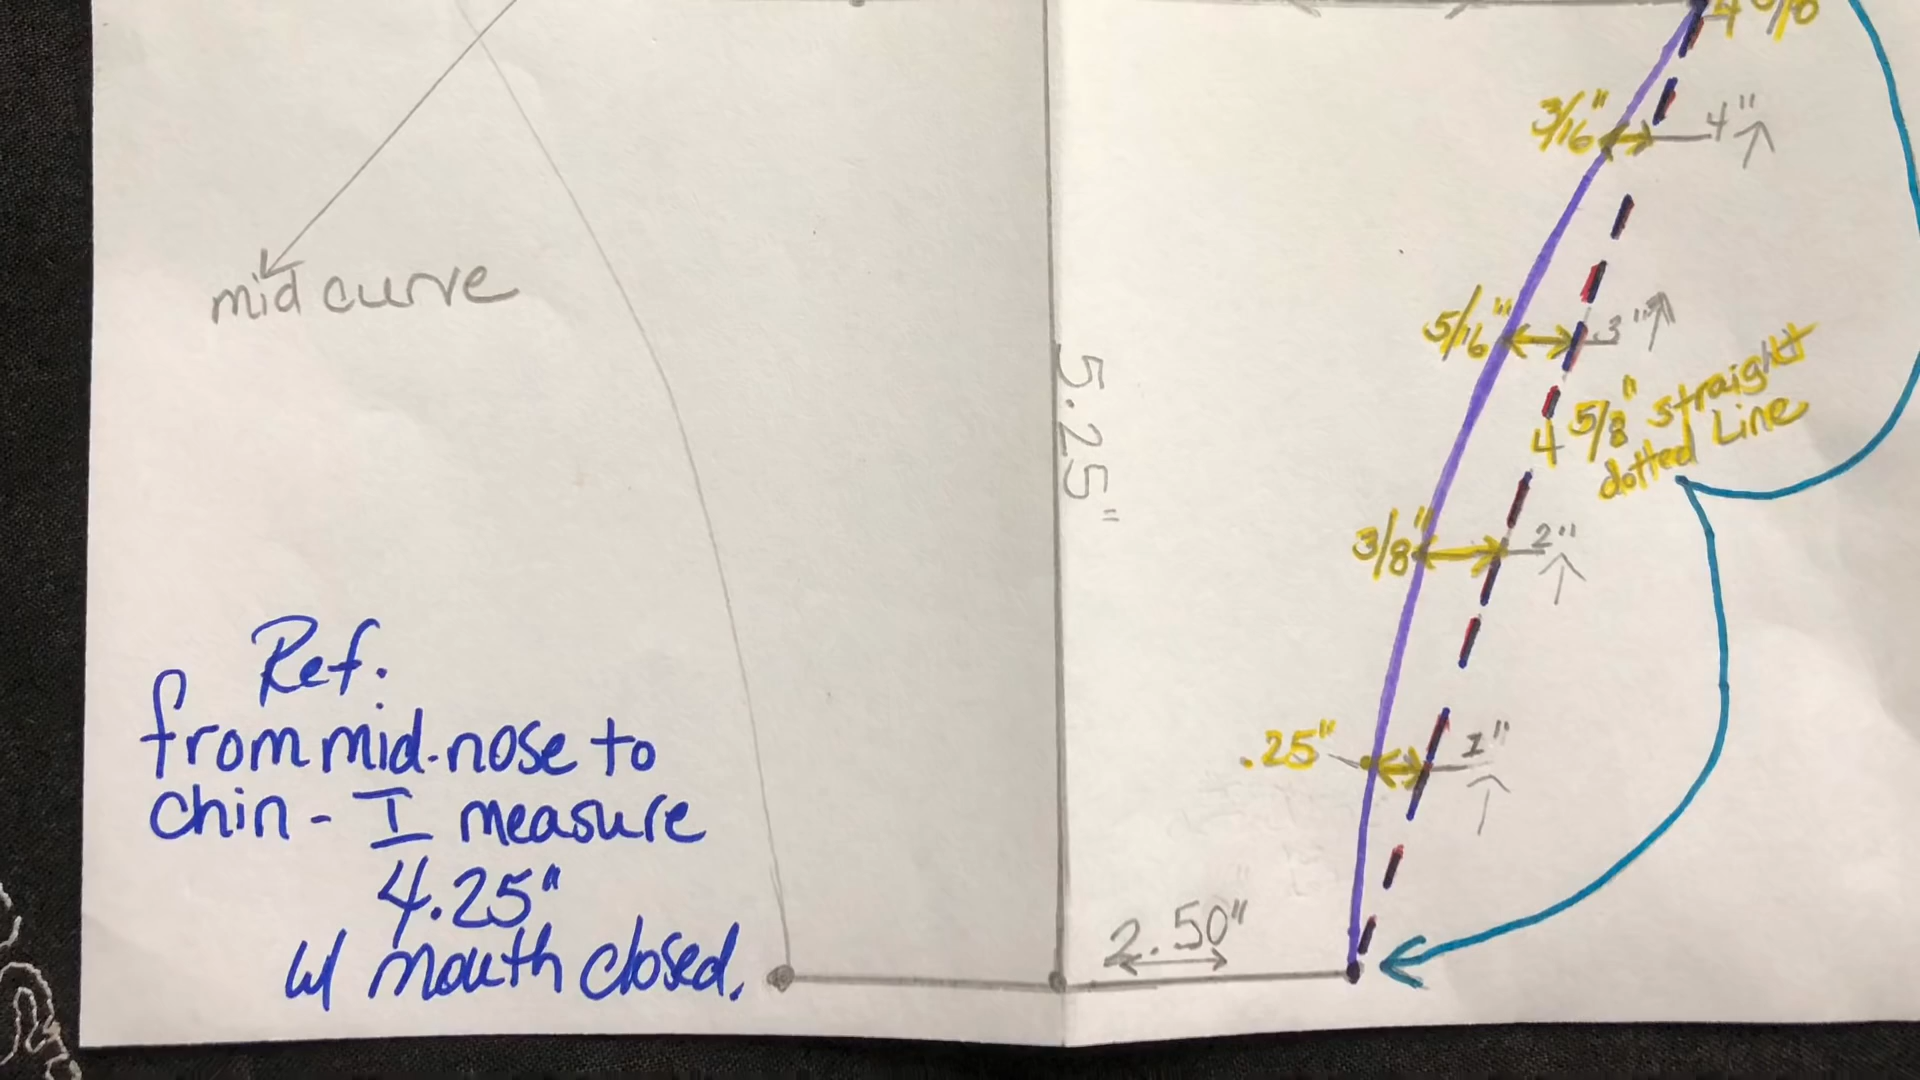 3/16"
4"
mid curve
5/16"
3"
5.25"
4 5/8" straight
dotted Line
3/8"
2"
Ref.
from mid-nose to
chin - I measure
4.25"
w/ mouth closed.
.25"
1"
2.50"